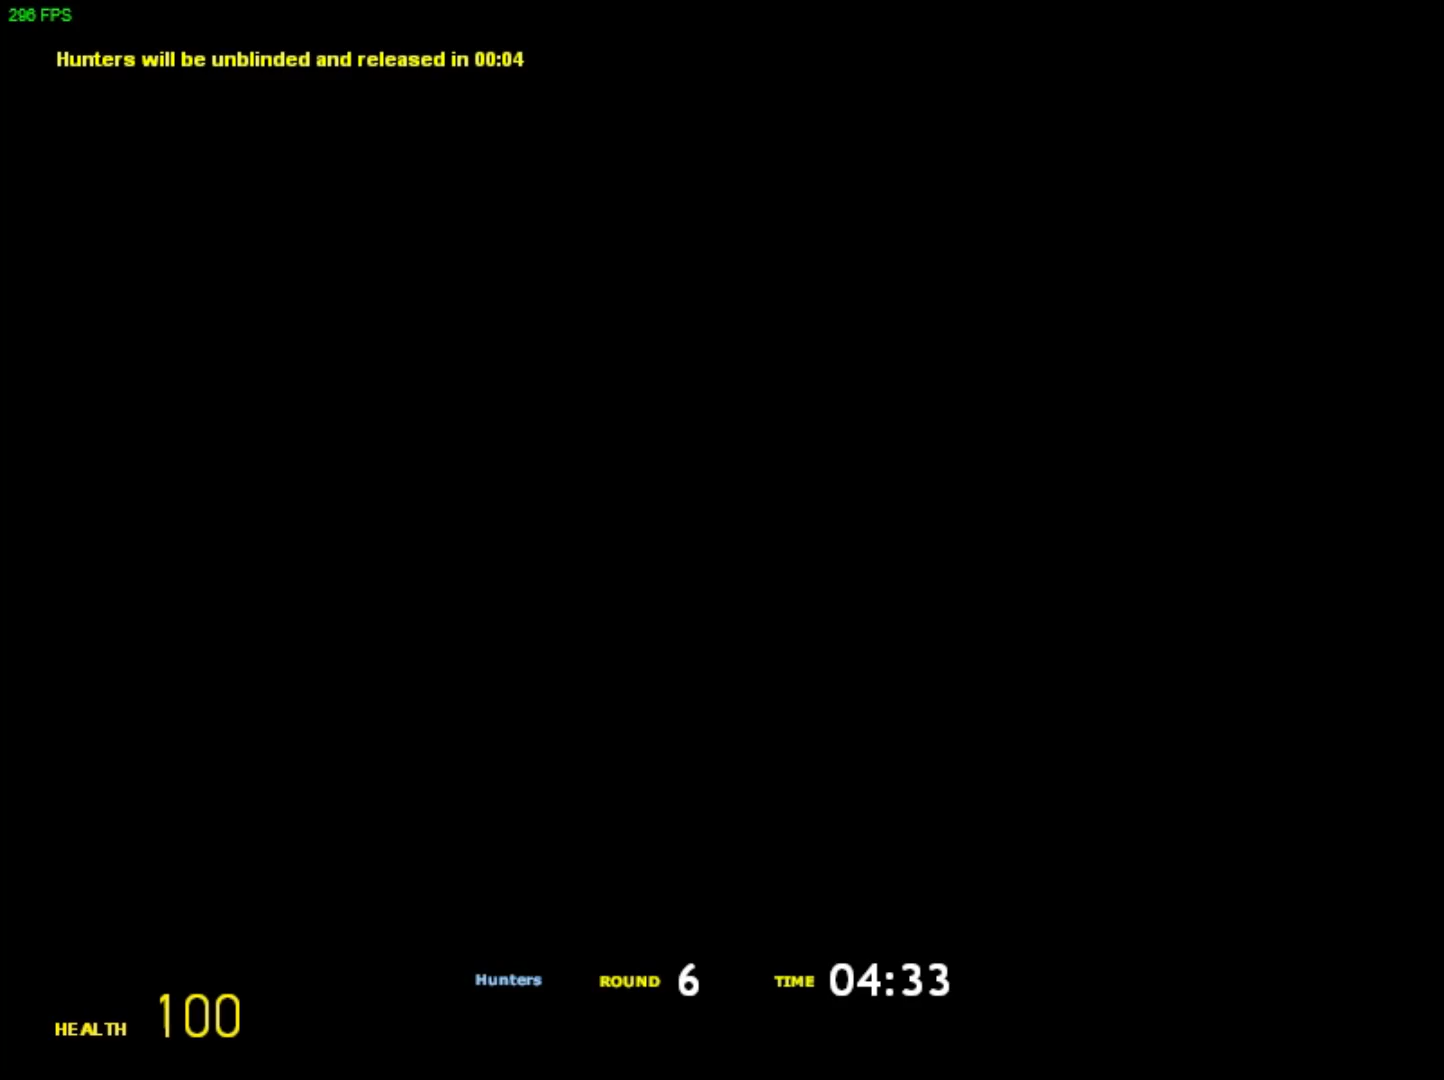 296 FPS
Hunters will be unblinded and released in 00:04
Hunters ROUND 6 TIME 04:33
HEALTH 100